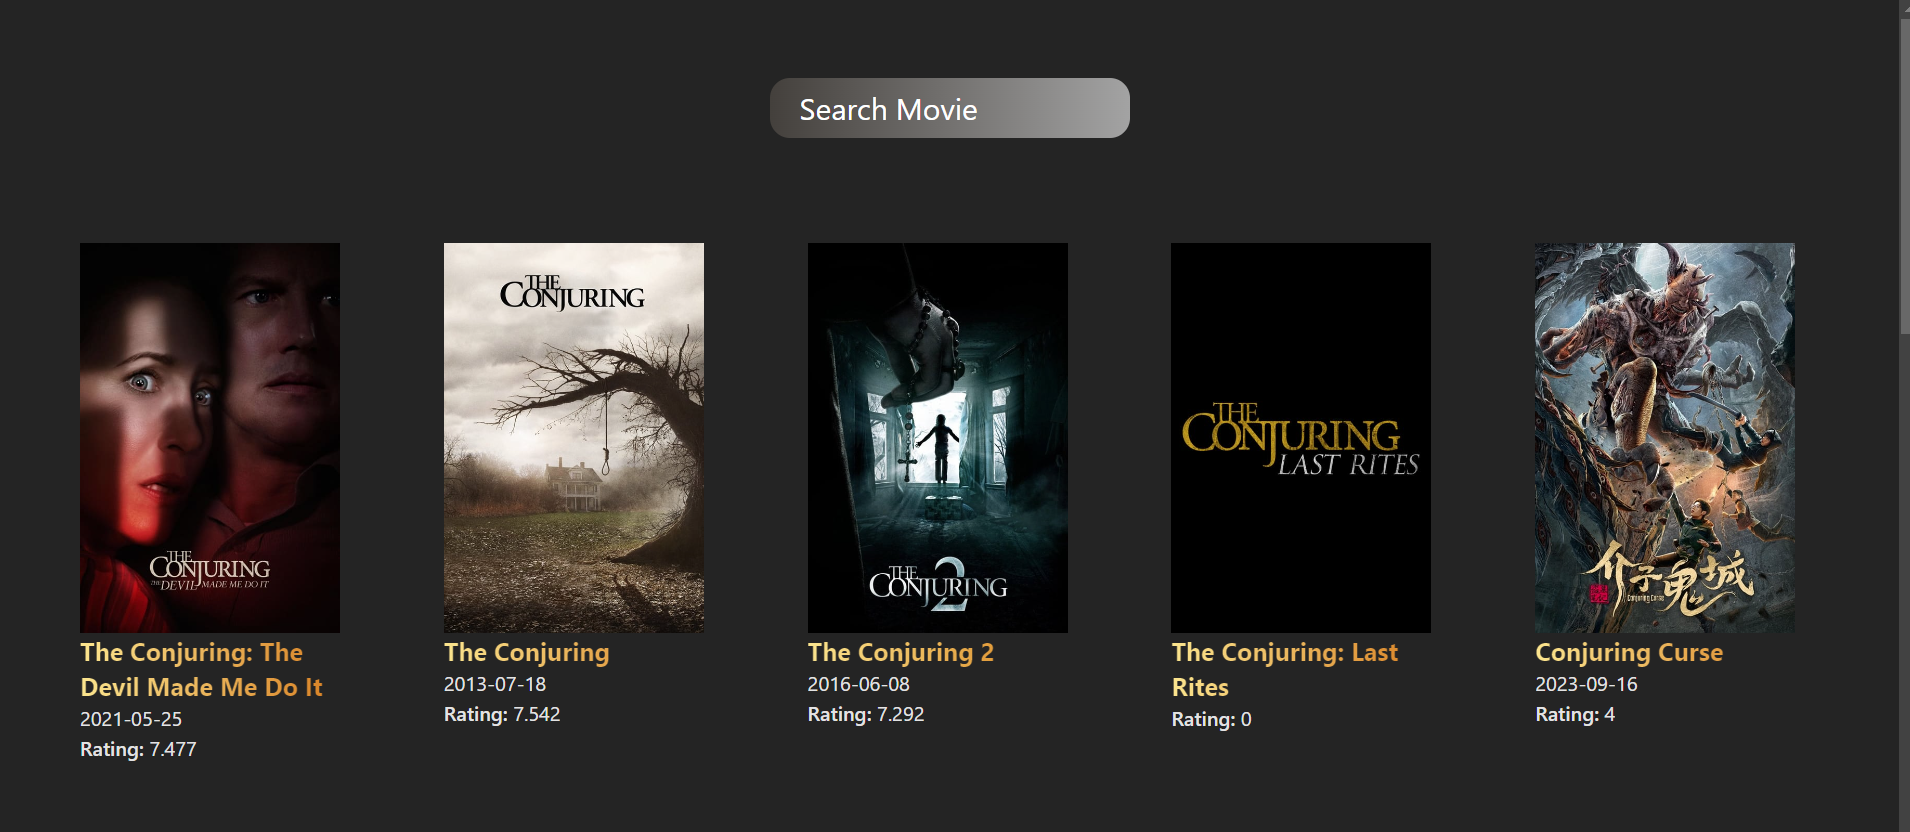 Search Movie
THE
CONJURING
THE DEVIL MADE ME DO IT
The Conjuring: The
Devil Made Me Do It
2021-05-25
Rating: 7.477
THE
CONJURING
The Conjuring
2013-07-18
Rating: 7.542
THE
CONJURING 2
The Conjuring 2
2016-06-08
Rating: 7.292
THE
CONJURING
LAST RITES
The Conjuring: Last
Rites
Rating: 0
介子鬼城
Conjuring Curse
Conjuring Curse
2023-09-16
Rating: 4